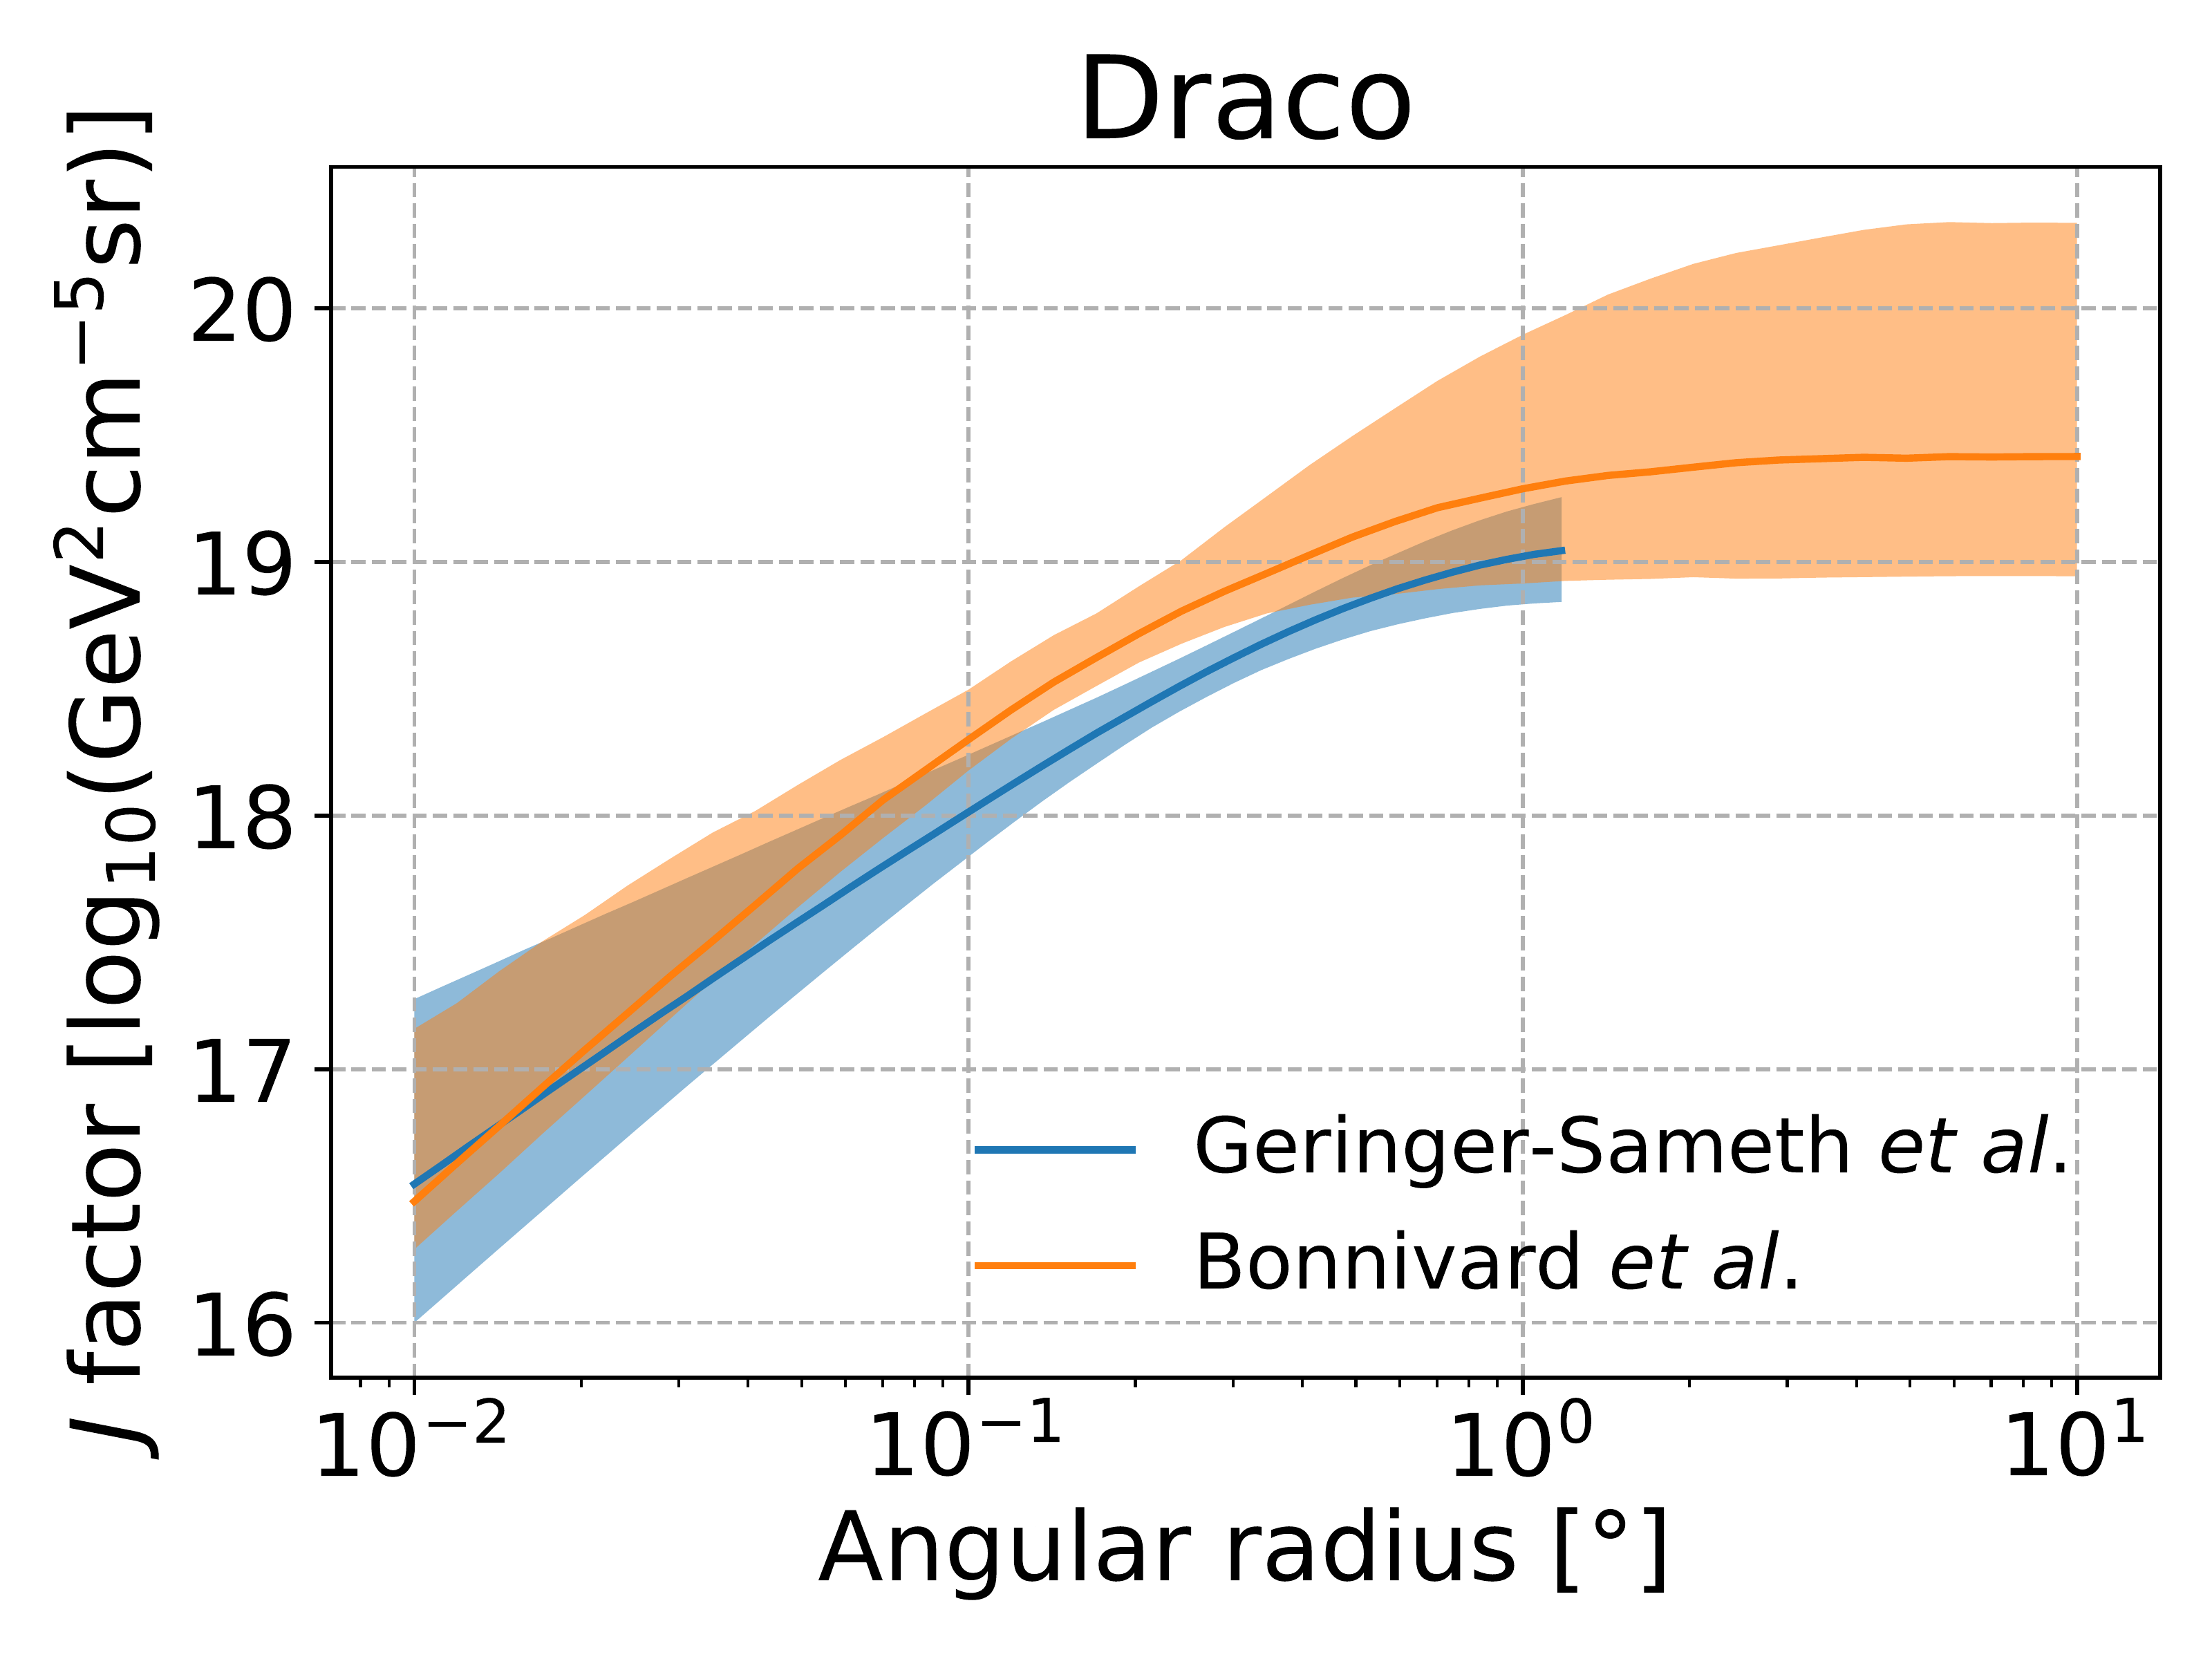 Draco
J factor [log₁₀(GeV²cm⁻⁵sr)]
20
19
18
17
16
Geringer-Sameth et al.
Bonnivard et al.
10⁻² 10⁻¹ 10⁰ 10¹
Angular radius [°]